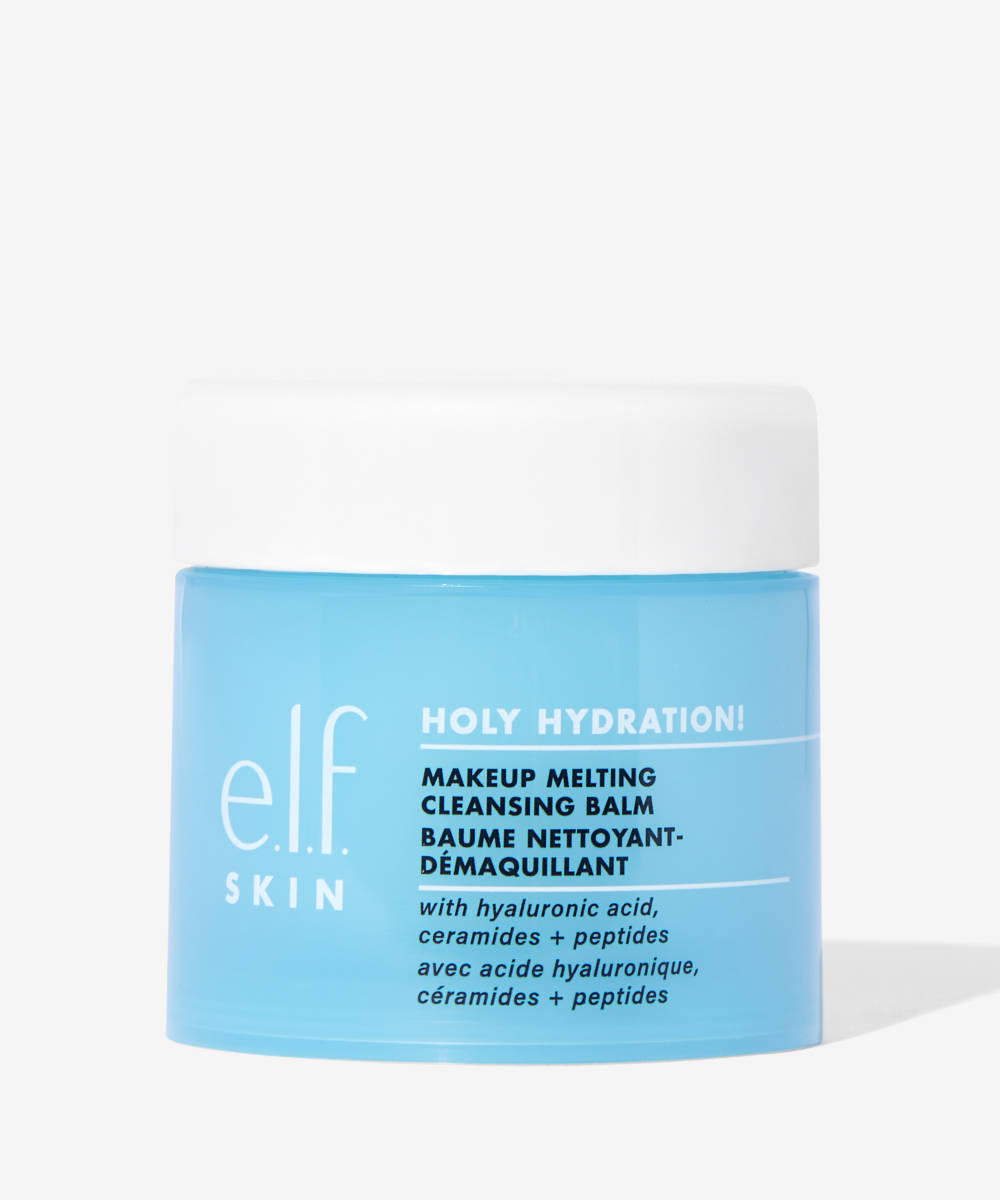 e.l.f.
SKIN
HOLY HYDRATION!
MAKEUP MELTING
CLEANSING BALM
BAUME NETTOYANT-
DÉMAQUILLANT
with hyaluronic acid,
ceramides + peptides
avec acide hyaluronique,
céramides + peptides